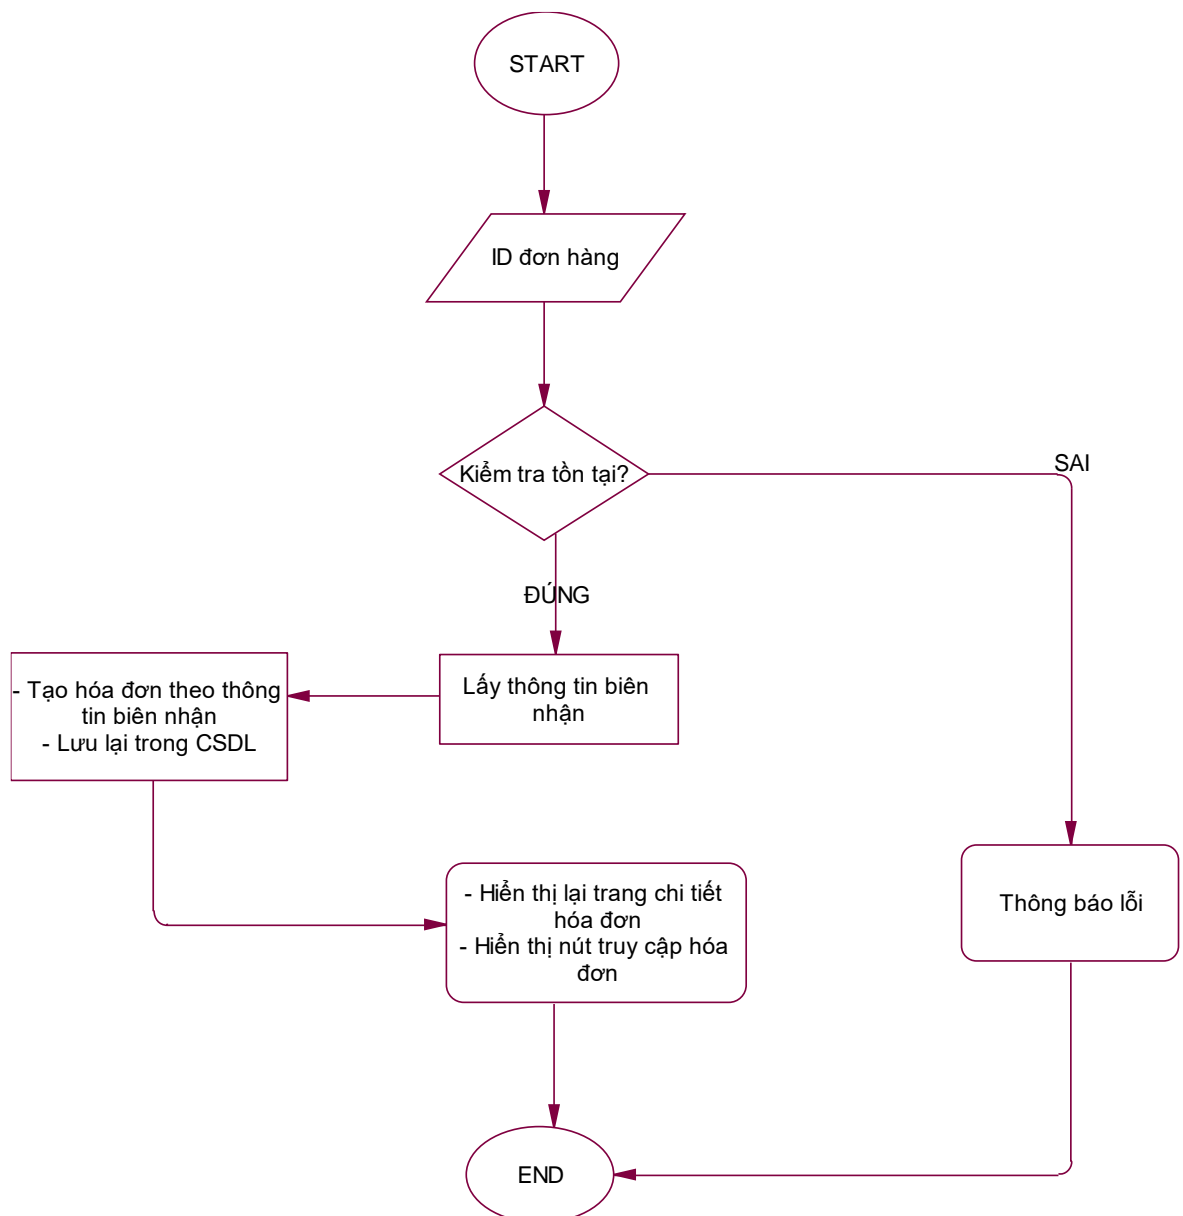 START
ID đơn hàng
Kiểm tra tồn tại?
SAI
ĐÚNG
Lấy thông tin biên
nhận
- Tạo hóa đơn theo thông
tin biên nhận
- Lưu lại trong CSDL
- Hiển thị lại trang chi tiết
hóa đơn
- Hiển thị nút truy cập hóa
đơn
Thông báo lỗi
END